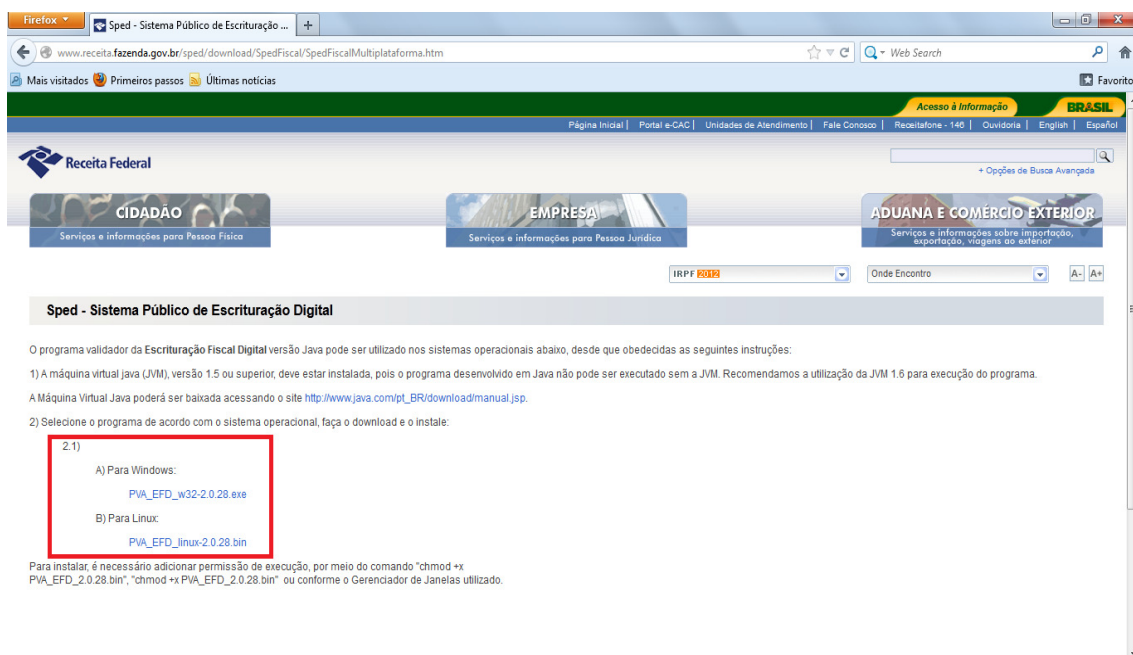 Firefox
Sped - Sistema Público de Escrituração ...
www.receita.fazenda.gov.br/sped/download/SpedFiscal/SpedFiscalMultiplataforma.htm
Web Search
Mais visitados Primeiros passos Últimas notícias
Favorito
Acesso à Informação BRASIL
Página Inicial | Portal e-CAC | Unidades de Atendimento | Fale Conosco | Receitafone - 146 | Ouvidoria | English | Español
Receita Federal
+ Opções de Busca Avançada
CIDADÃO
Serviços e informações para Pessoa Física
EMPRESA
Serviços e informações para Pessoa Jurídica
ADUANA E COMÉRCIO EXTERIOR
Serviços e informações sobre importação,
exportação, viagens ao exterior
IRPF 2012
Onde Encontro
A- A+
Sped - Sistema Público de Escrituração Digital
O programa validador da Escrituração Fiscal Digital versão Java pode ser utilizado nos sistemas operacionais abaixo, desde que obedecidas as seguintes instruções:
1) A máquina virtual java (JVM), versão 1.5 ou superior, deve estar instalada, pois o programa desenvolvido em Java não pode ser executado sem a JVM. Recomendamos a utilização da JVM 1.6 para execução do programa.
A Máquina Virtual Java poderá ser baixada acessando o site http://www.java.com/pt_BR/download/manual.jsp.
2) Selecione o programa de acordo com o sistema operacional, faça o download e o instale:
2.1)
A) Para Windows:
PVA_EFD_w32-2.0.28.exe
B) Para Linux:
PVA_EFD_linux-2.0.28.bin
Para instalar, é necessário adicionar permissão de execução, por meio do comando "chmod +x
PVA_EFD_2.0.28.bin", "chmod +x PVA_EFD_2.0.28.bin" ou conforme o Gerenciador de Janelas utilizado.